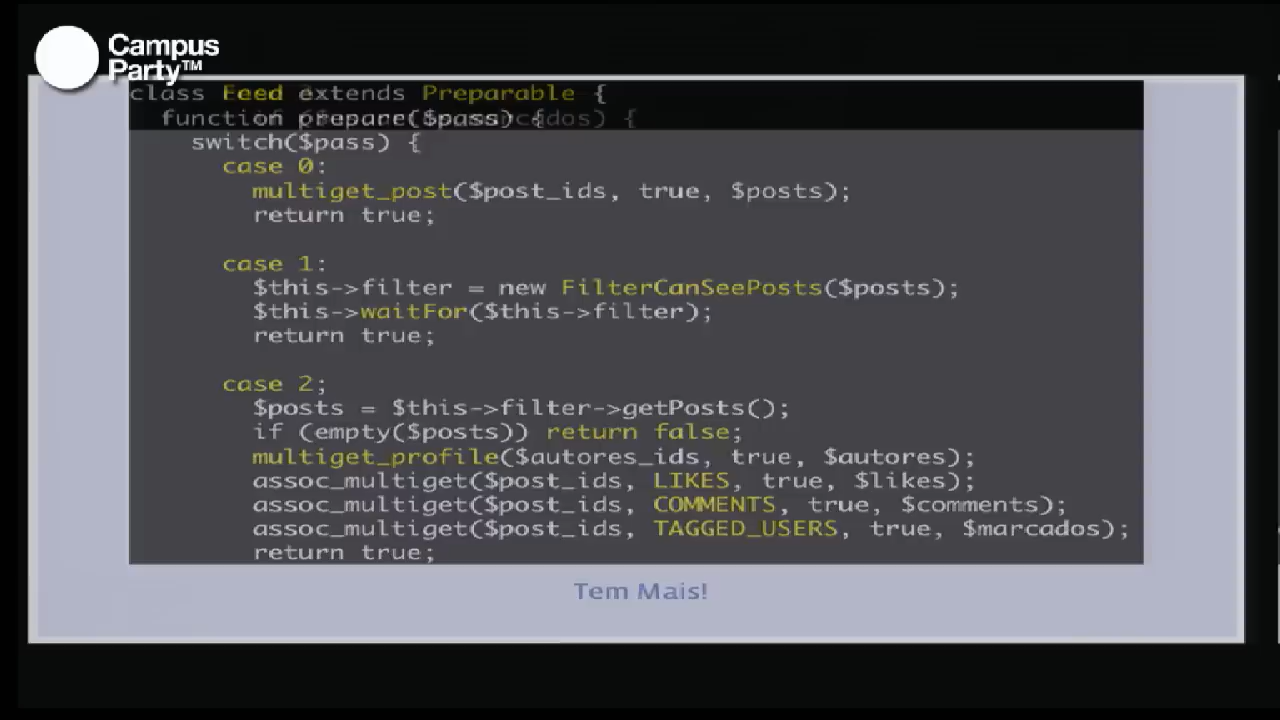 Campus
Party™
class Feed extends Preparable {
function prepare($pass) {
switch($pass) {
case 0:
multiget_post($post_ids, true, $posts);
return true;
case 1:
$this->filter = new FilterCanSeePosts($posts);
$this->waitFor($this->filter);
return true;
case 2;
$posts = $this->filter->getPosts();
if (empty($posts)) return false;
multiget_profile($autores_ids, true, $autores);
assoc_multiget($post_ids, LIKES, true, $likes);
assoc_multiget($post_ids, COMMENTS, true, $comments);
assoc_multiget($post_ids, TAGGED_USERS, true, $marcados);
return true;
Tem Mais!